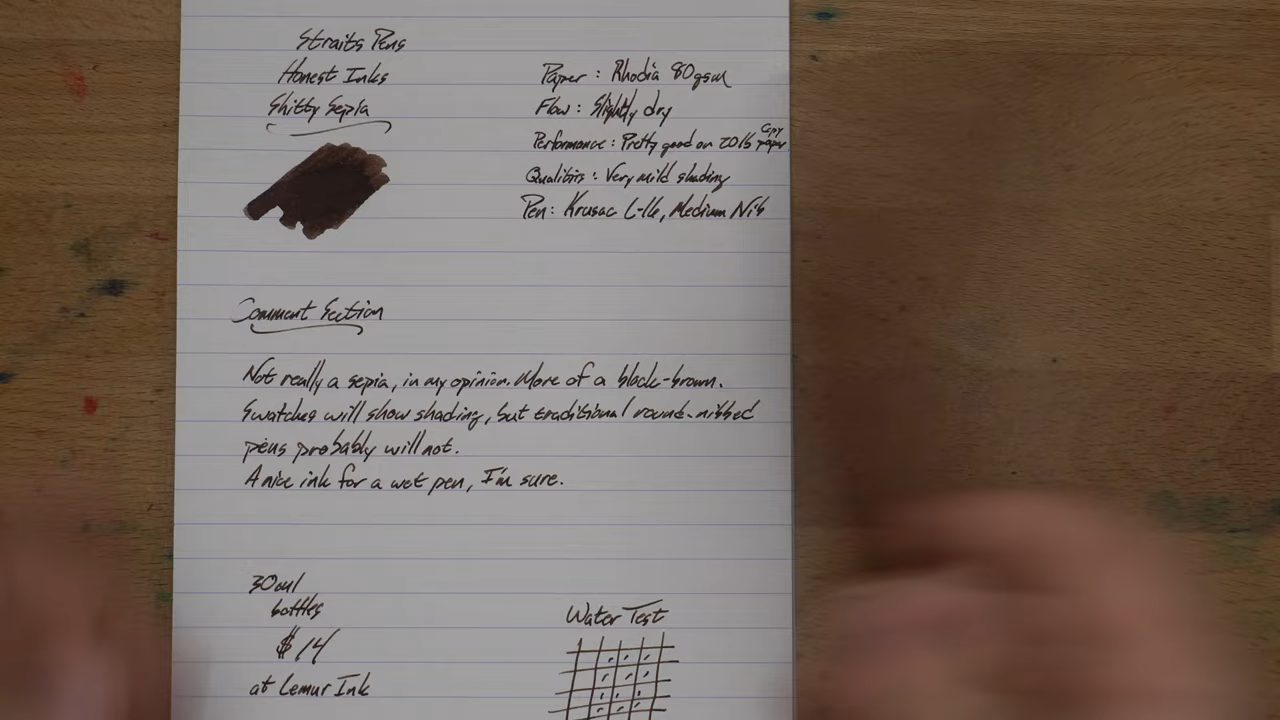 Straits Pens
Honest Inks
Shitty Sepia
Paper : Rhodia 80gsm
Flow : Slightly dry
Performance : Pretty good on 20lb copy paper
Qualities : Very mild shading
Pen : Krusac L-16, Medium Nib
Comment Section
Not really a sepia, in my opinion. More of a black-brown.
Swatches will show shading, but traditional round-nibbed
pens probably will not.
A nice ink for a wet pen, I'm sure.
30ml
bottles
$14
at Lemur Ink
Water Test